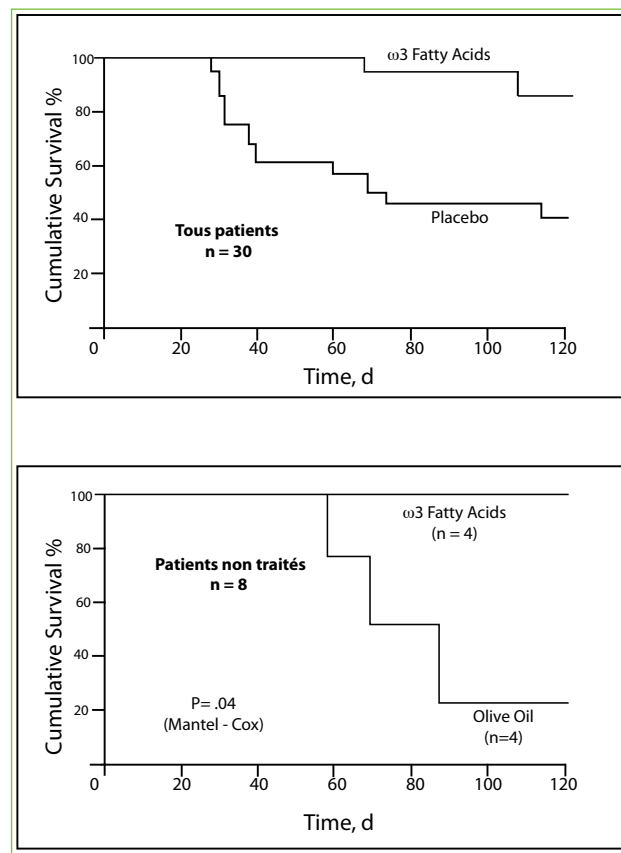 Cumulative Survival %
100
80
60
40
20
0
20
40
60
80
100
120
Time, d
ω3 Fatty Acids
Placebo
Tous patients
n = 30
Cumulative Survival %
100
80
60
40
20
0
20
40
60
80
100
120
Time, d
ω3 Fatty Acids
(n = 4)
Patients non traités
n = 8
P= .04
(Mantel - Cox)
Olive Oil
(n=4)